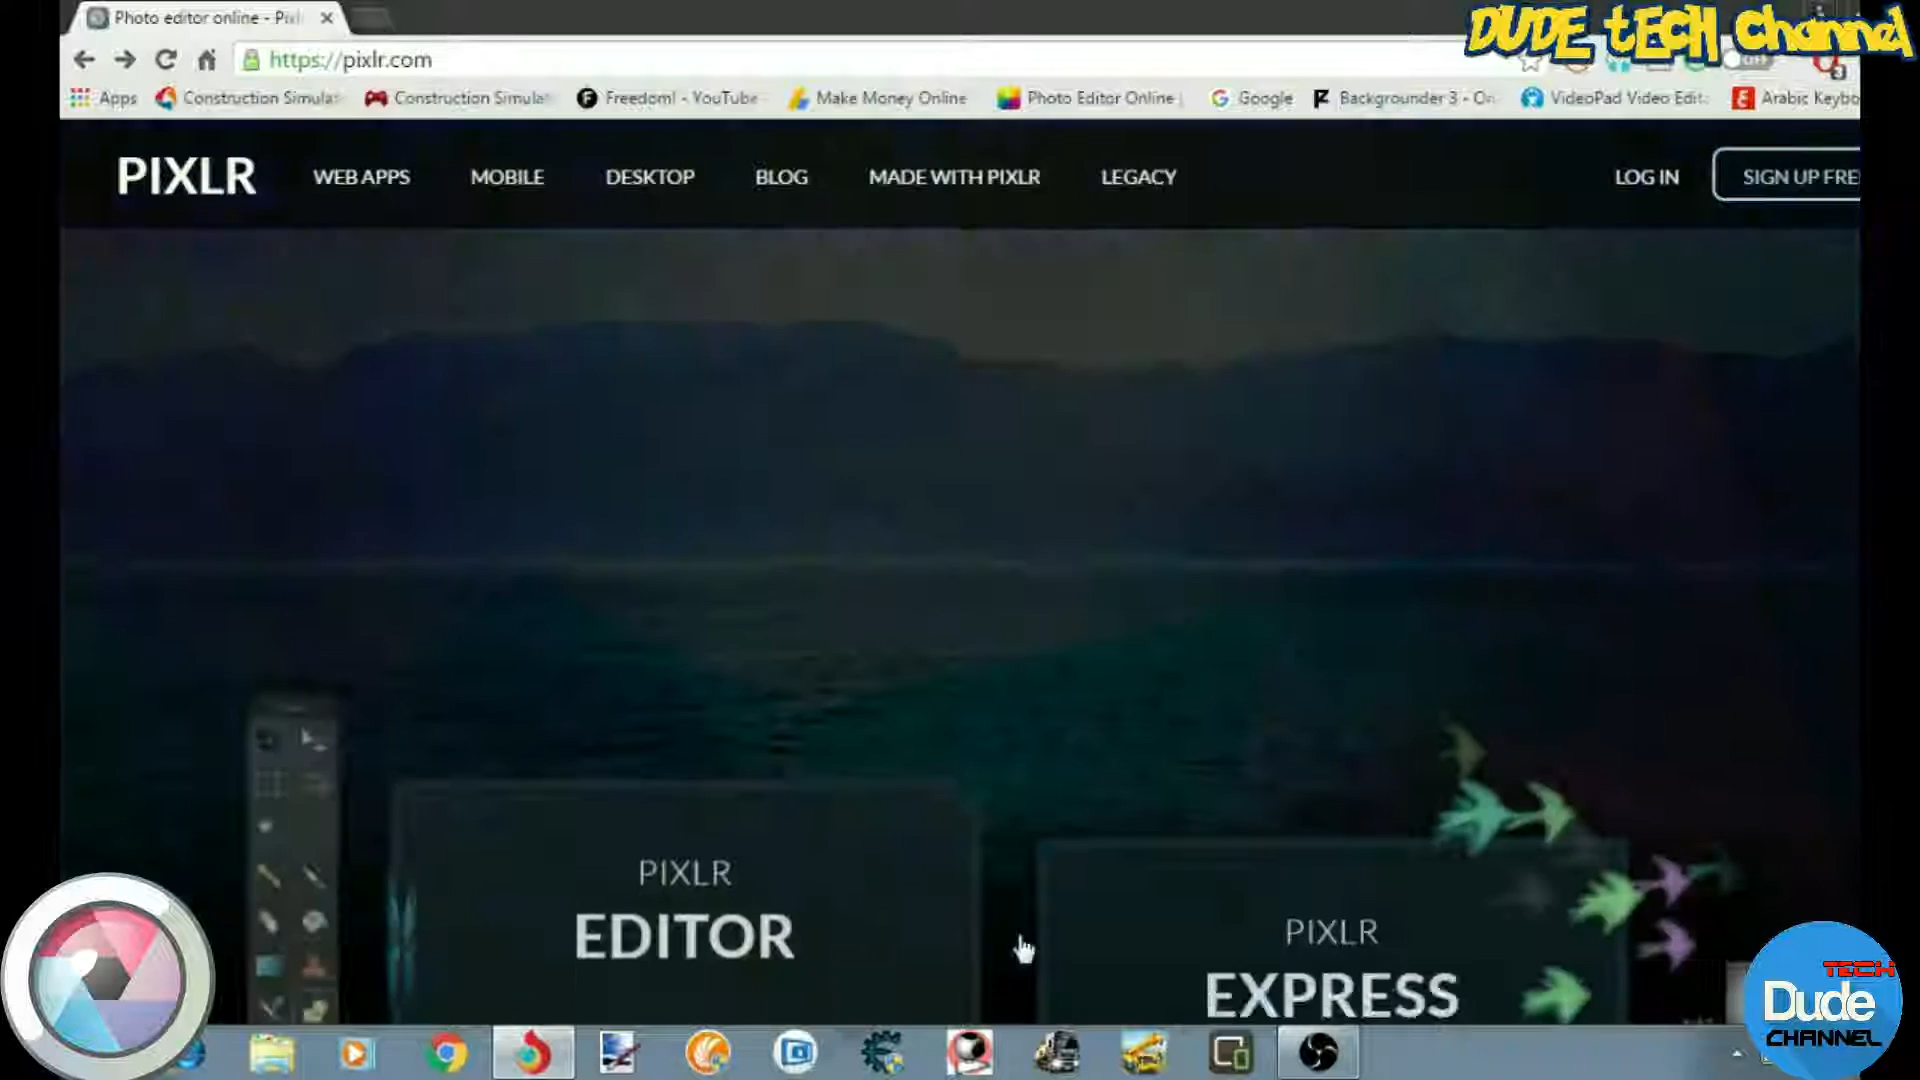 Photo editor online - Pixl
DUDE tECH Channel
https://pixlr.com
OFF
3
Apps
Construction Simulat
Construction Simulat
Freedom! - YouTube
Make Money Online
Photo Editor Online |
Google
Backgrounder 3 - On
VideoPad Video Edit
Arabic Keybo
PIXLR
WEB APPS
MOBILE
DESKTOP
BLOG
MADE WITH PIXLR
LEGACY
LOG IN
SIGN UP FRE
PIXLR
EDITOR
PIXLR
EXPRESS
TECH
Dude
CHANNEL